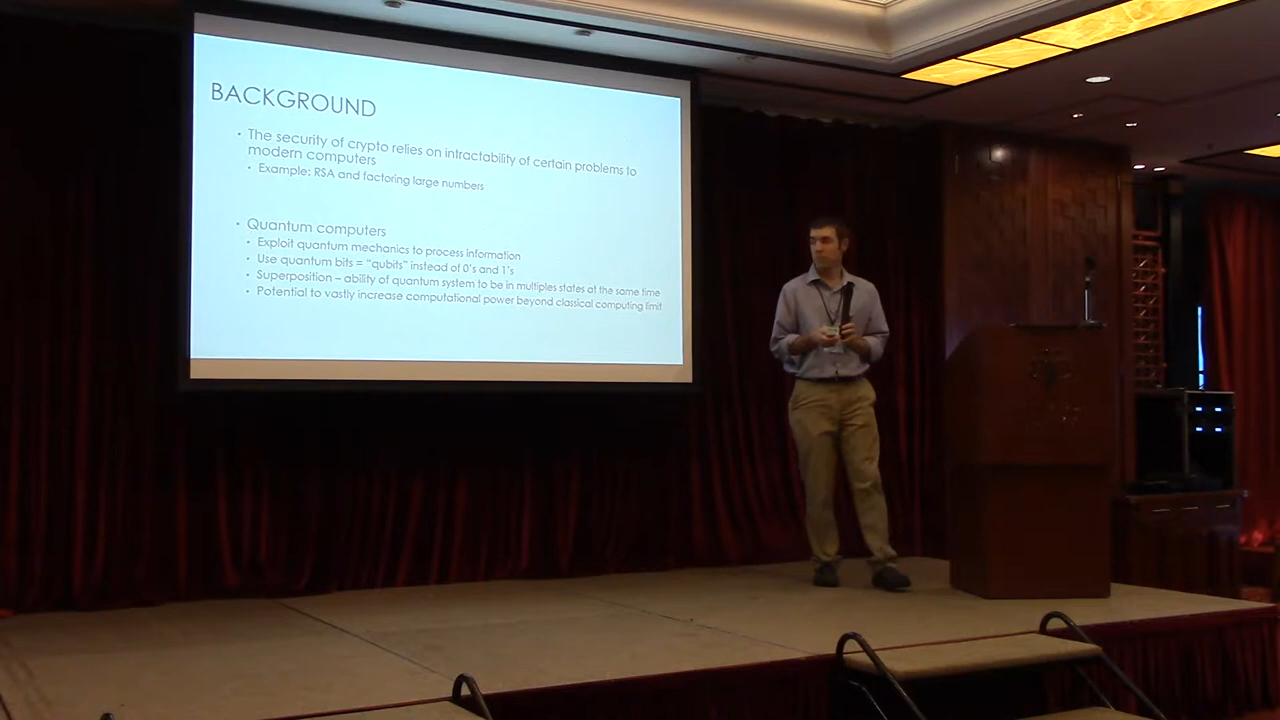 BACKGROUND
• The security of crypto relies on intractability of certain problems to
modern computers
• Example: RSA and factoring large numbers
• Quantum computers
• Exploit quantum mechanics to process information
• Use quantum bits = “qubits” instead of 0’s and 1’s
• Superposition – ability of quantum system to be in multiples states at the same time
• Potential to vastly increase computational power beyond classical computing limit